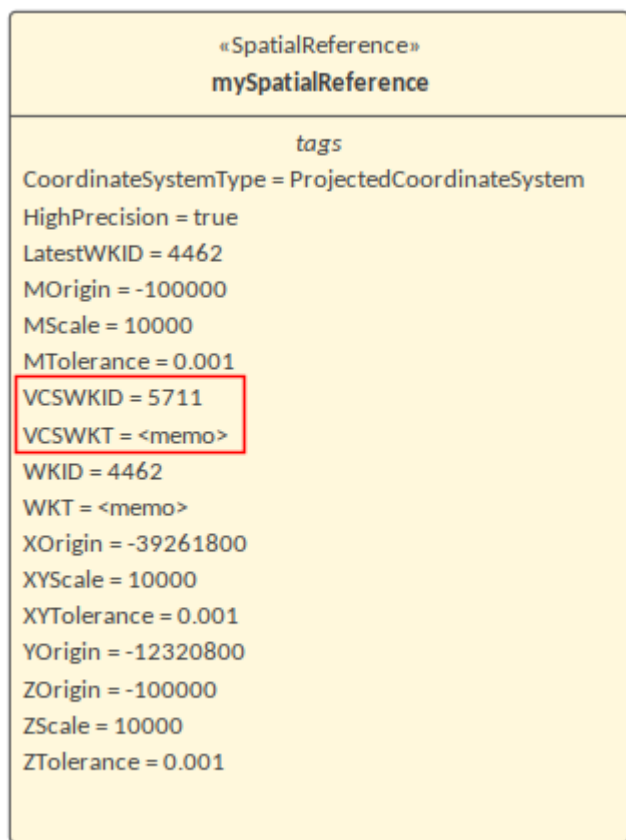 «SpatialReference»
mySpatialReference
tags
CoordinateSystemType = ProjectedCoordinateSystem
HighPrecision = true
LatestWKID = 4462
MOrigin = -100000
MScale = 10000
MTolerance = 0.001
VCSWKID = 5711
VCSWKT = <memo>
WKID = 4462
WKT = <memo>
XOrigin = -39261800
XYScale = 10000
XYTolerance = 0.001
YOrigin = -12320800
ZOrigin = -100000
ZScale = 10000
ZTolerance = 0.001